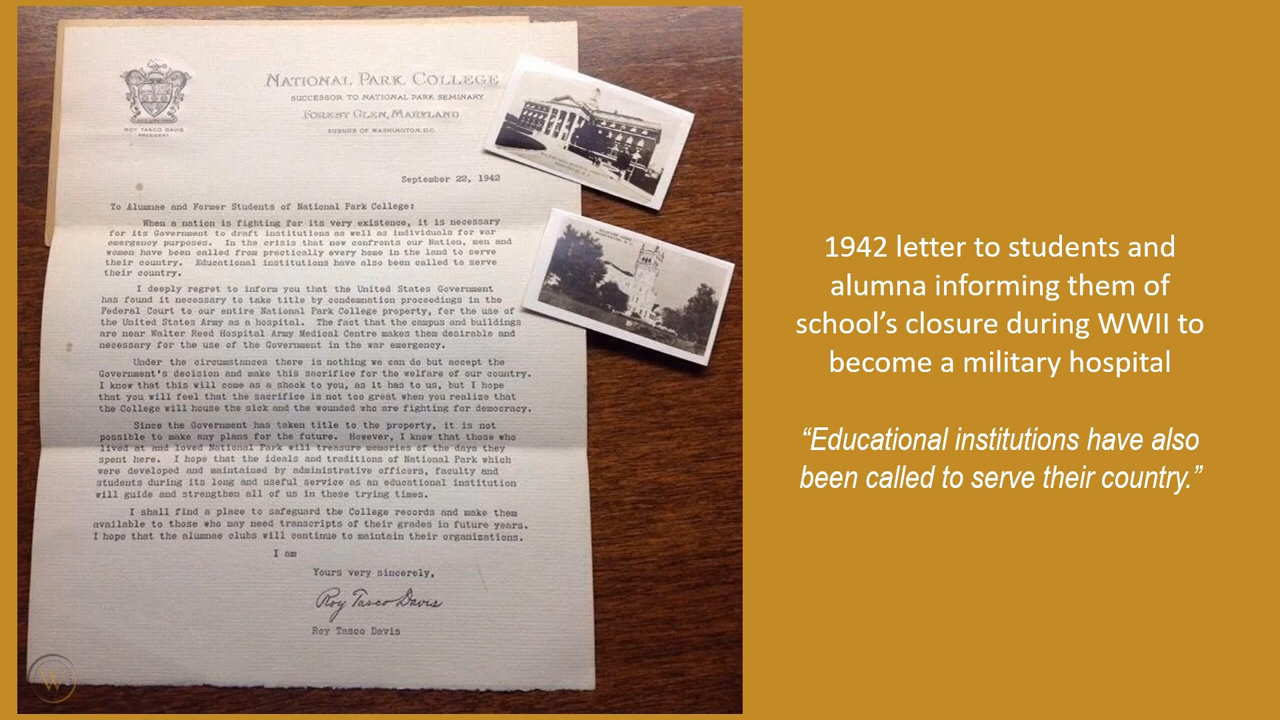 NATIONAL PARK COLLEGE
SUCCESSOR TO NATIONAL PARK SEMINARY
FOREST GLEN, MARYLAND
SUBURB OF WASHINGTON, D.C.
ROY TASCO DAVIS
PRESIDENT
September 22, 1942
To Alumnae and Former Students of National Park College:
When a nation is fighting for its very existence, it is necessary
for its Government to draft institutions as well as individuals for war
emergency purposes. In the crisis that now confronts our Nation, men and
women have been called from practically every home in the land to serve
their country. Educational institutions have also been called to serve
their country.
I deeply regret to inform you that the United States Government
has found it necessary to take title by condemnation proceedings in the
Federal Court to our entire National Park College property, for the use of
the United States Army as a hospital. The fact that the campus and buildings
are near Walter Reed Hospital Army Medical Centre makes them desirable and
necessary for the use of the Government in the war emergency.
Under the circumstances there is nothing we can do but accept the
Government's decision and make this sacrifice for the welfare of our country.
I know that this will come as a shock to you, as it has to us, but I hope
that you will feel that the sacrifice is not too great when you realize that
the College will house the sick and the wounded who are fighting for democracy.
Since the Government has taken title to the property, it is not
possible to make any plans for the future. However, I know that those who
lived at and loved National Park will treasure memories of the days they
spent here. I hope that the ideals and traditions of National Park which
were developed and maintained by administrative officers, faculty and
students during its long and useful service as an educational institution
will guide and strengthen all of us in these trying times.
I shall find a place to safeguard the College records and make them
available to those who may need transcripts of their grades in future years.
I hope that the alumnae clubs will continue to maintain their organizations.
I am
Yours very sincerely,
Roy Tasco Davis
Roy Tasco Davis
W
1942 letter to students and
alumna informing them of
school’s closure during WWII to
become a military hospital
“Educational institutions have also
been called to serve their country.”